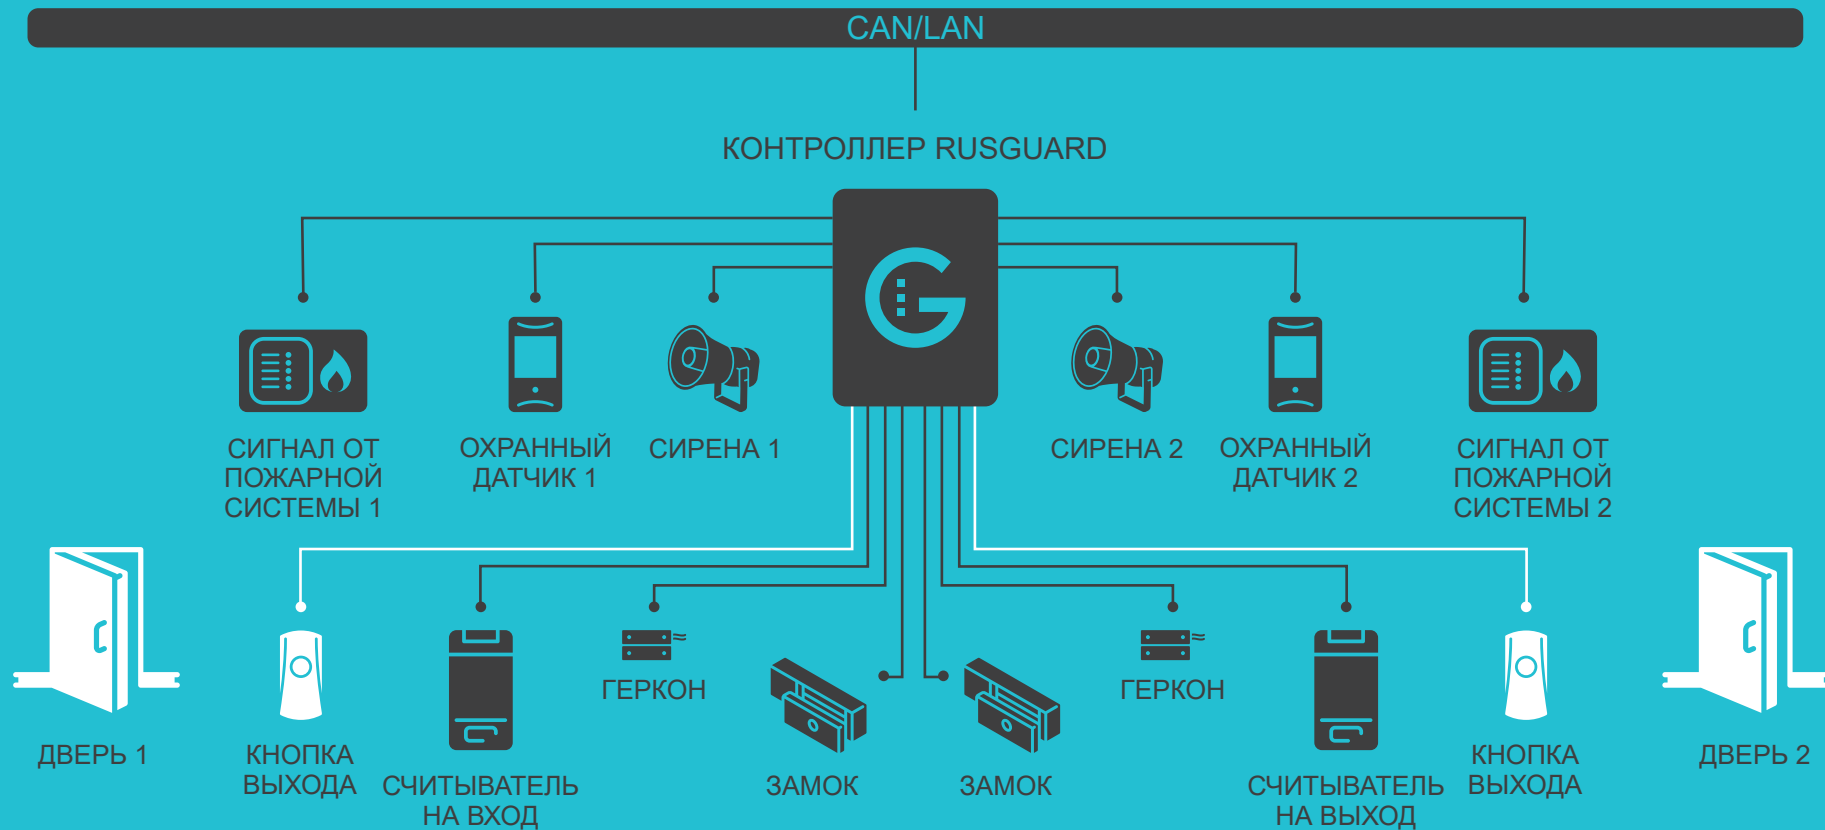 CAN/LAN
КОНТРОЛЛЕР RUSGUARD
СИГНАЛ ОТ
ПОЖАРНОЙ
СИСТЕМЫ 1
ОХРАННЫЙ
ДАТЧИК 1
СИРЕНА 1
СИРЕНА 2
ОХРАННЫЙ
ДАТЧИК 2
СИГНАЛ ОТ
ПОЖАРНОЙ
СИСТЕМЫ 2
ДВЕРЬ 1
КНОПКА
ВЫХОДА
СЧИТЫВАТЕЛЬ
НА ВХОД
ГЕРКОН
ЗАМОК
ЗАМОК
ГЕРКОН
СЧИТЫВАТЕЛЬ
НА ВЫХОД
КНОПКА
ВЫХОДА
ДВЕРЬ 2